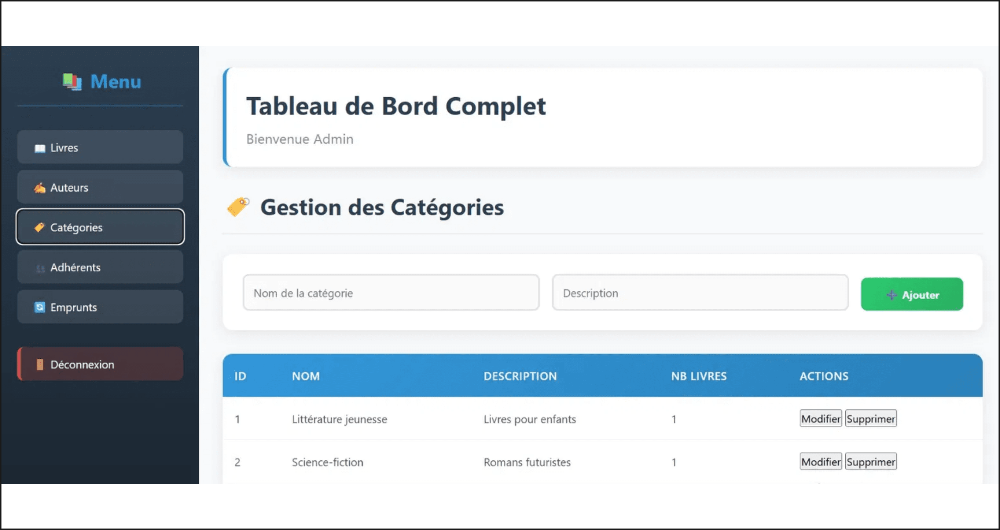 Menu
Livres
Auteurs
Catégories
Adhérents
Emprunts
Déconnexion
Tableau de Bord Complet
Bienvenue Admin
Gestion des Catégories
Nom de la catégorie Description Ajouter
ID NOM DESCRIPTION NB LIVRES ACTIONS
1 Littérature jeunesse Livres pour enfants 1 Modifier Supprimer
2 Science-fiction Romans futuristes 1 Modifier Supprimer